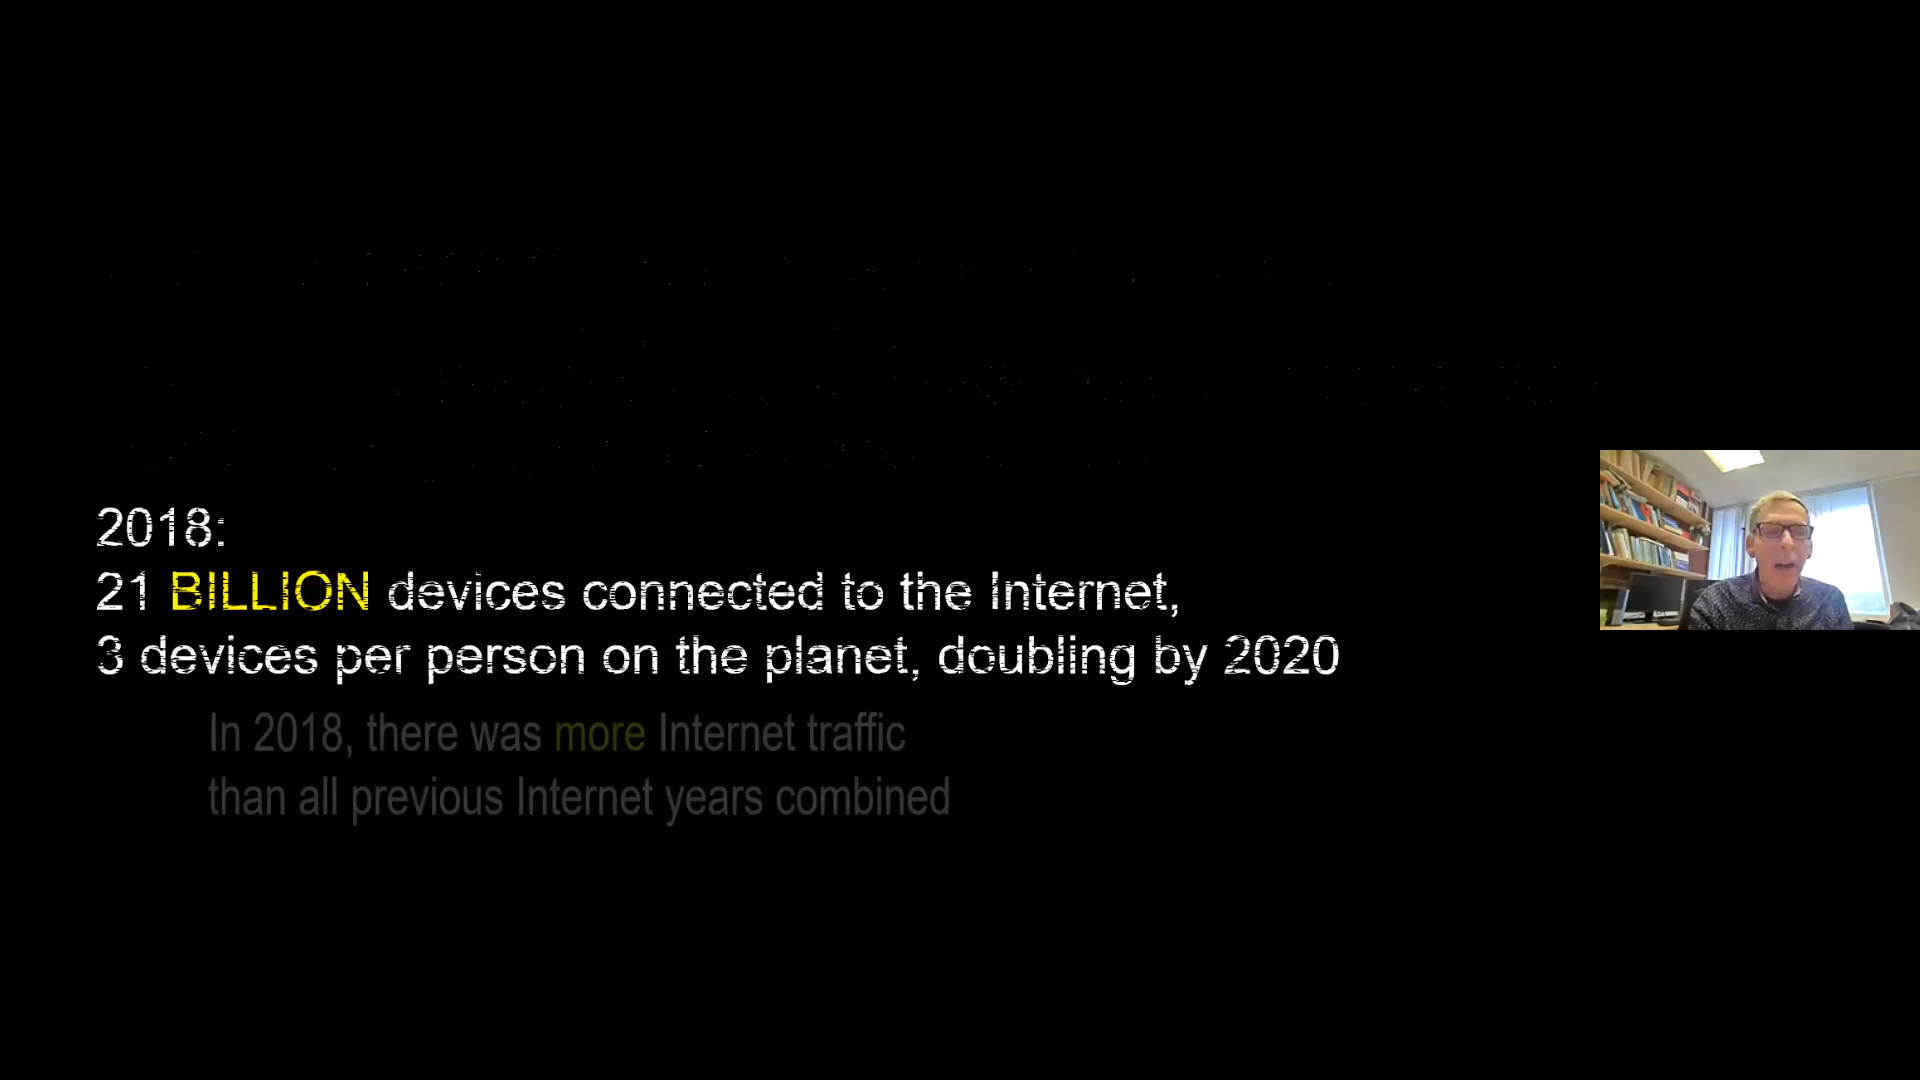 2018:
21 BILLION devices connected to the Internet,
3 devices per person on the planet, doubling by 2020
In 2018, there was more Internet traffic
than all previous Internet years combined